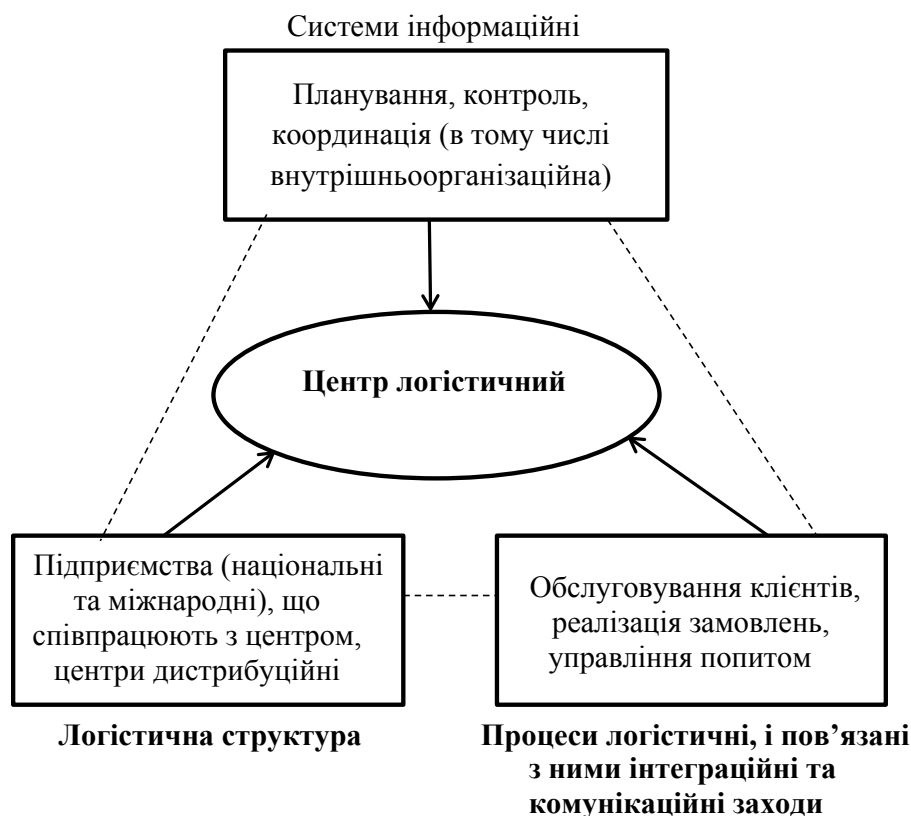 Системи інформаційні
Планування, контроль,
координація (в тому числі
внутрішньоорганізаційна)
Центр логістичний
Підприємства (національні
та міжнародні), що
співпрацюють з центром,
центри дистрибуційні
Обслуговування клієнтів,
реалізація замовлень,
управління попитом
Логістична структура
Процеси логістичні, і пов’язані
з ними інтеграційні та
комунікаційні заходи